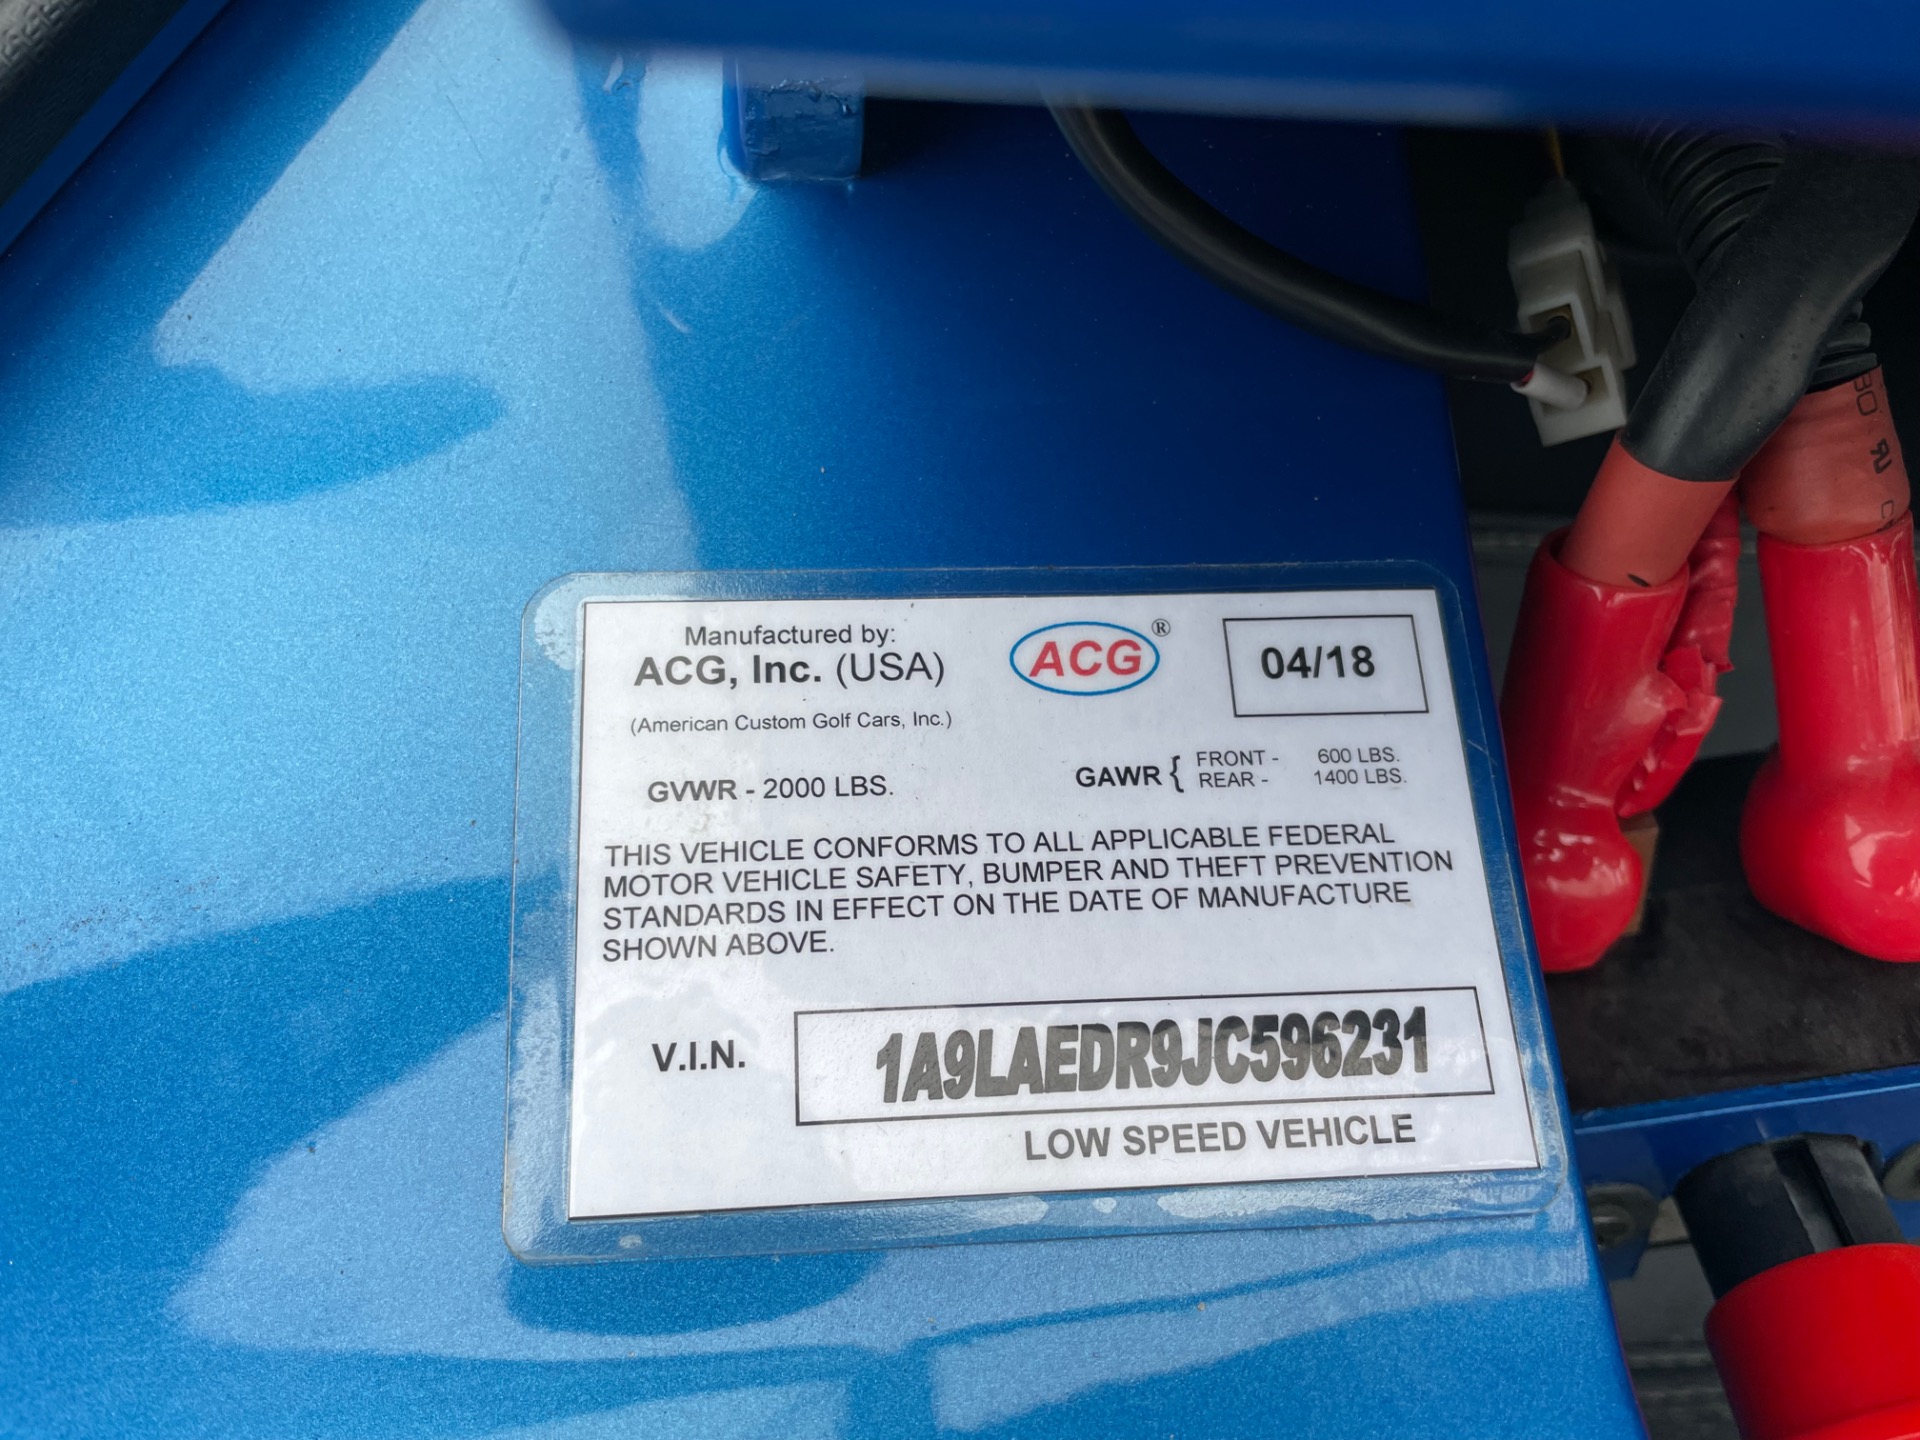 Manufactured by:
ACG, Inc. (USA)
(American Custom Golf Cars, Inc.)
ACG®
04/18
GVWR - 2000 LBS.
GAWR { FRONT - 600 LBS.
REAR - 1400 LBS.
THIS VEHICLE CONFORMS TO ALL APPLICABLE FEDERAL
MOTOR VEHICLE SAFETY, BUMPER AND THEFT PREVENTION
STANDARDS IN EFFECT ON THE DATE OF MANUFACTURE
SHOWN ABOVE.
V.I.N. 1A9LAEDR9JC596231
LOW SPEED VEHICLE